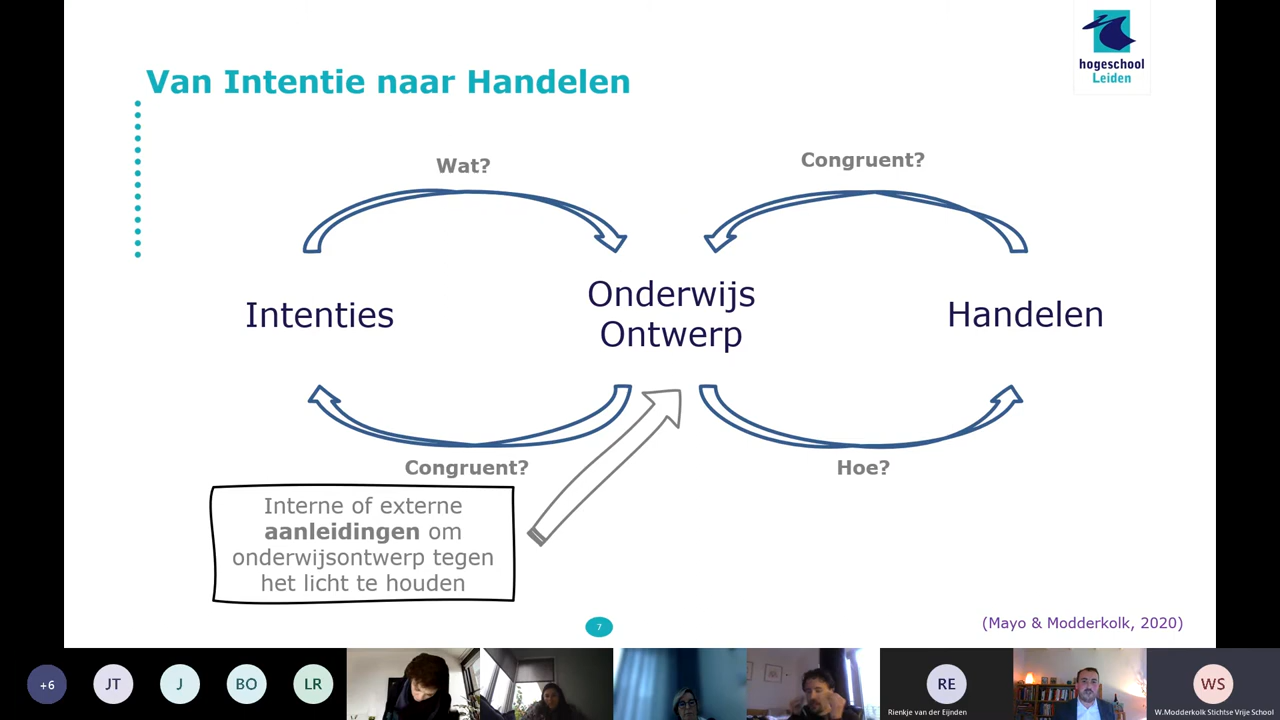 hogeschool
Leiden
Van Intentie naar Handelen
Wat?
Congruent?
Intenties
Onderwijs
Ontwerp
Handelen
Congruent?
Hoe?
Interne of externe
aanleidingen om
onderwijsontwerp tegen
het licht te houden
7
(Mayo & Modderkolk, 2020)
+6
JT
J
BO
LR
RE
Rienkje van der Eijnden
WS
W.Modderkolk Stichtse Vrije School